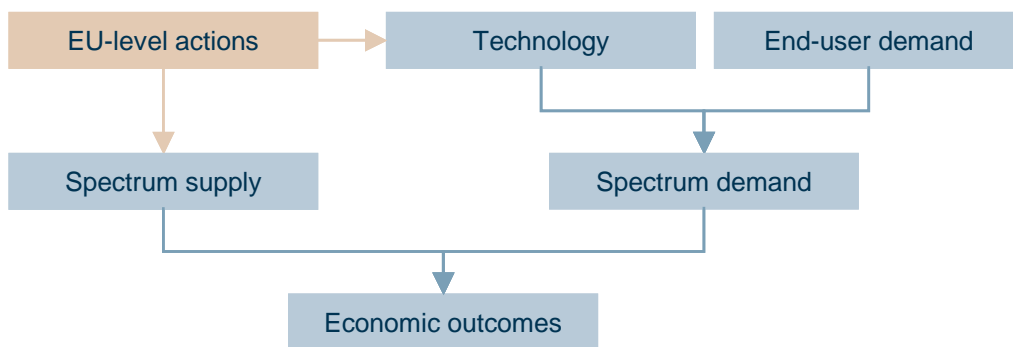 EU-level actions
Technology
End-user demand
Spectrum supply
Spectrum demand
Economic outcomes